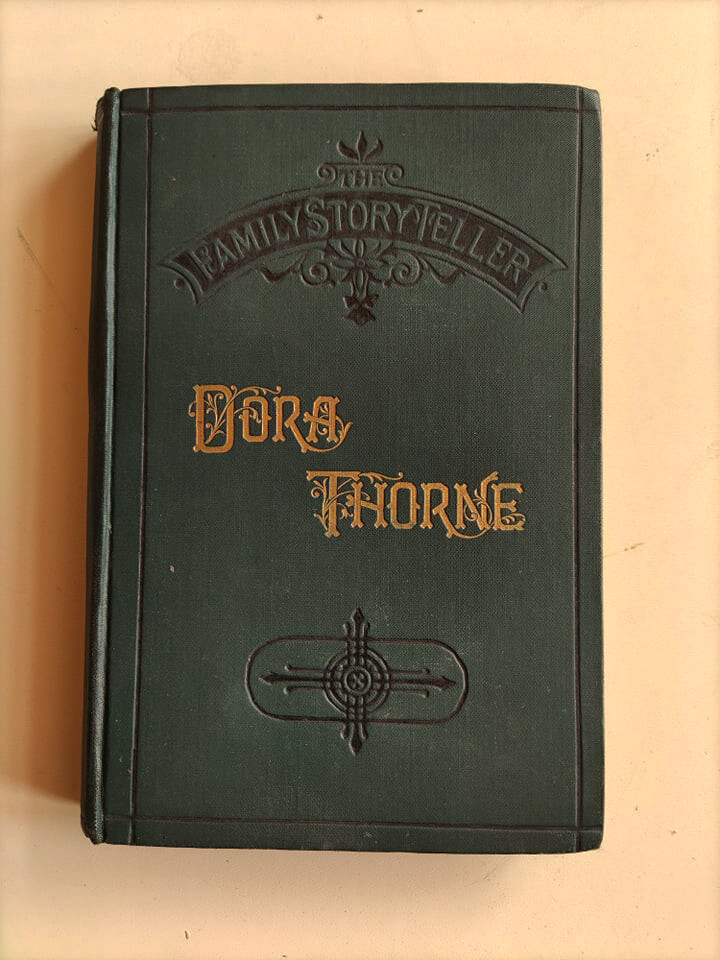 THE
FAMILY STORY TELLER
DORA
THORNE